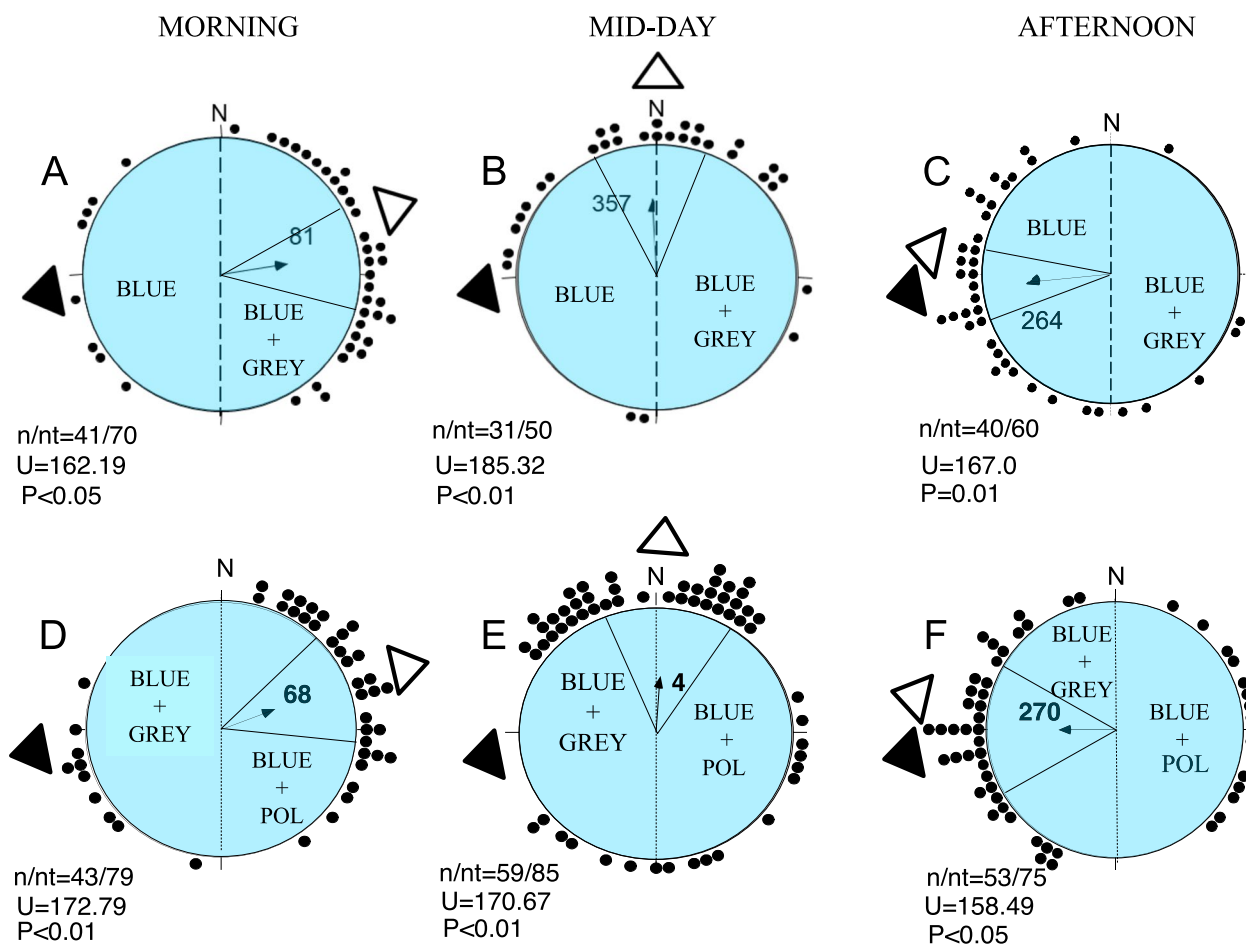 MORNING
MID-DAY
AFTERNOON
N
A
81
BLUE
BLUE
+
GREY
n/nt=41/70
U=162.19
P<0.05
N
B
357
BLUE
BLUE
+
GREY
n/nt=31/50
U=185.32
P<0.01
N
C
BLUE
264
BLUE
+
GREY
n/nt=40/60
U=167.0
P=0.01
N
D
BLUE
+
GREY
68
BLUE
+
POL
n/nt=43/79
U=172.79
P<0.01
N
E
BLUE
+
GREY
4
BLUE
+
POL
n/nt=59/85
U=170.67
P<0.01
N
F
BLUE
+
GREY
270
BLUE
+
POL
n/nt=53/75
U=158.49
P<0.05